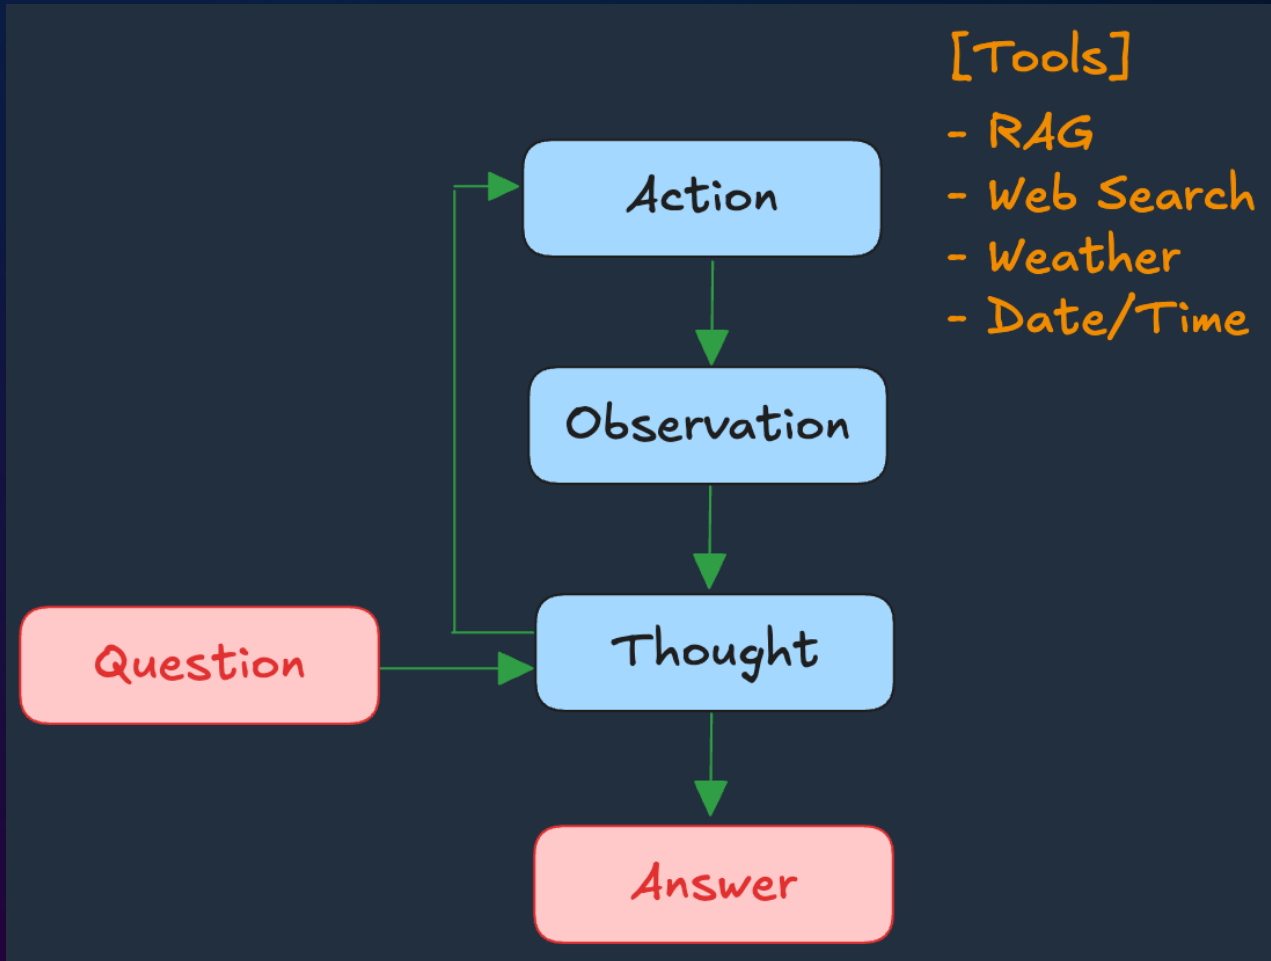 [Tools]
- RAG
- Web Search
- Weather
- Date/Time
Action
Observation
Thought
Question
Answer